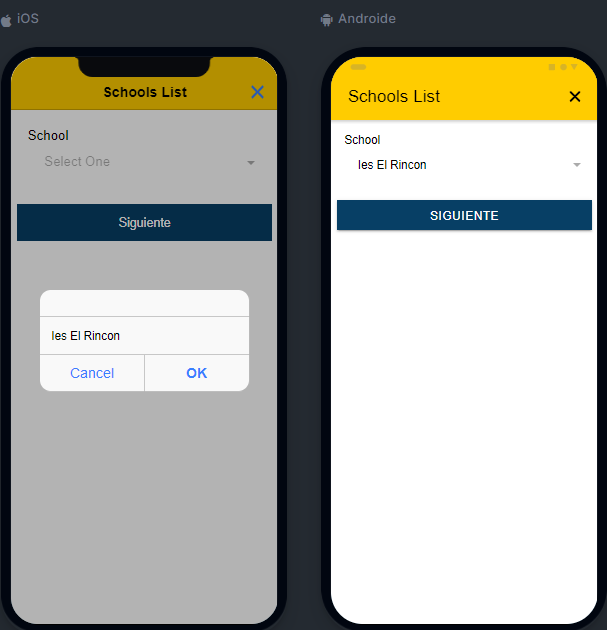 iOS
Schools List
School
Select One
Siguiente
Ies El Rincon
Cancel
OK
Androide
Schools List
School
Ies El Rincon
SIGUIENTE